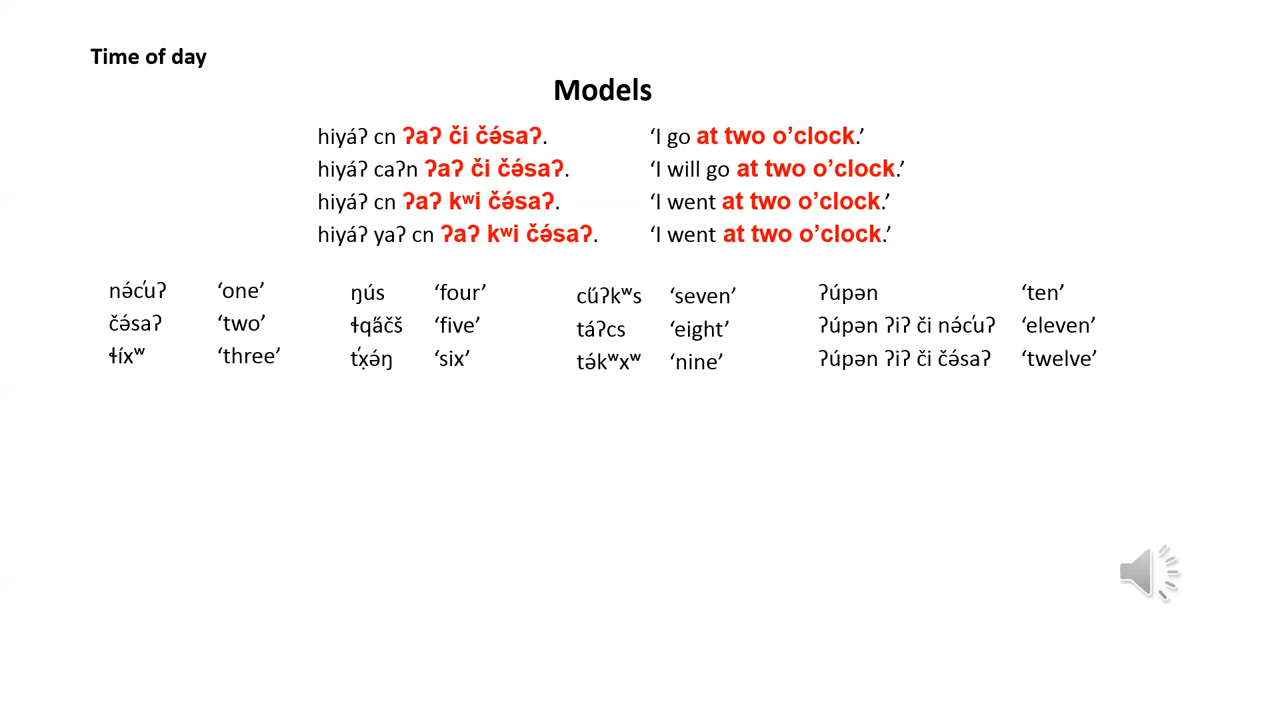 Time of day
Models
hiyáʔ cn ʔaʔ či čə́saʔ. ‘I go at two o’clock.’
hiyáʔ caʔn ʔaʔ či čə́saʔ. ‘I will go at two o’clock.’
hiyáʔ cn ʔaʔ kʷi čə́saʔ. ‘I went at two o’clock.’
hiyáʔ yaʔ cn ʔaʔ kʷi čə́saʔ. ‘I went at two o’clock.’
nə́c̓uʔ ‘one’ ŋús ‘four’ cű̓ʔkʷs ‘seven’ ʔúpən ‘ten’
čə́saʔ ‘two’ ɬqáčš ‘five’ táʔcs ‘eight’ ʔúpən ʔiʔ či nə́c̓uʔ ‘eleven’
ɬíxʷ ‘three’ t̓x̣ə́ŋ ‘six’ tə́kʷxʷ ‘nine’ ʔúpən ʔiʔ či čə́saʔ ‘twelve’